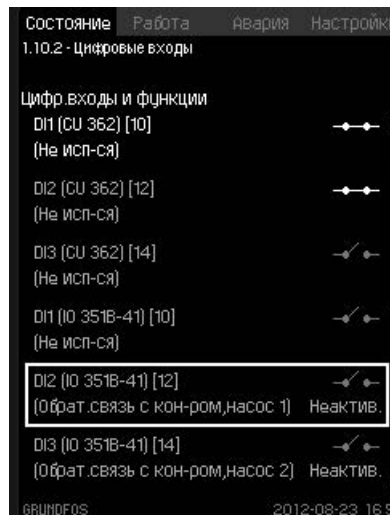 Состояние Работа Авария Настройк
1.10.2 - Цифровые входы
Цифр.входы и функции
DI1 (CU 362) [10]
(Не исп-ся)
DI2 (CU 362) [12]
(Не исп-ся)
DI3 (CU 362) [14]
(Не исп-ся)
DI1 (IO 351B-41) [10]
(Не исп-ся)
DI2 (IO 351B-41) [12]
(Обрат.связь с кон-ром,насос 1) Неактив.
DI3 (IO 351B-41) [14]
(Обрат.связь с кон-ром,насос 2) Неактив.
GRUNDFOS 2012-08-23 16: